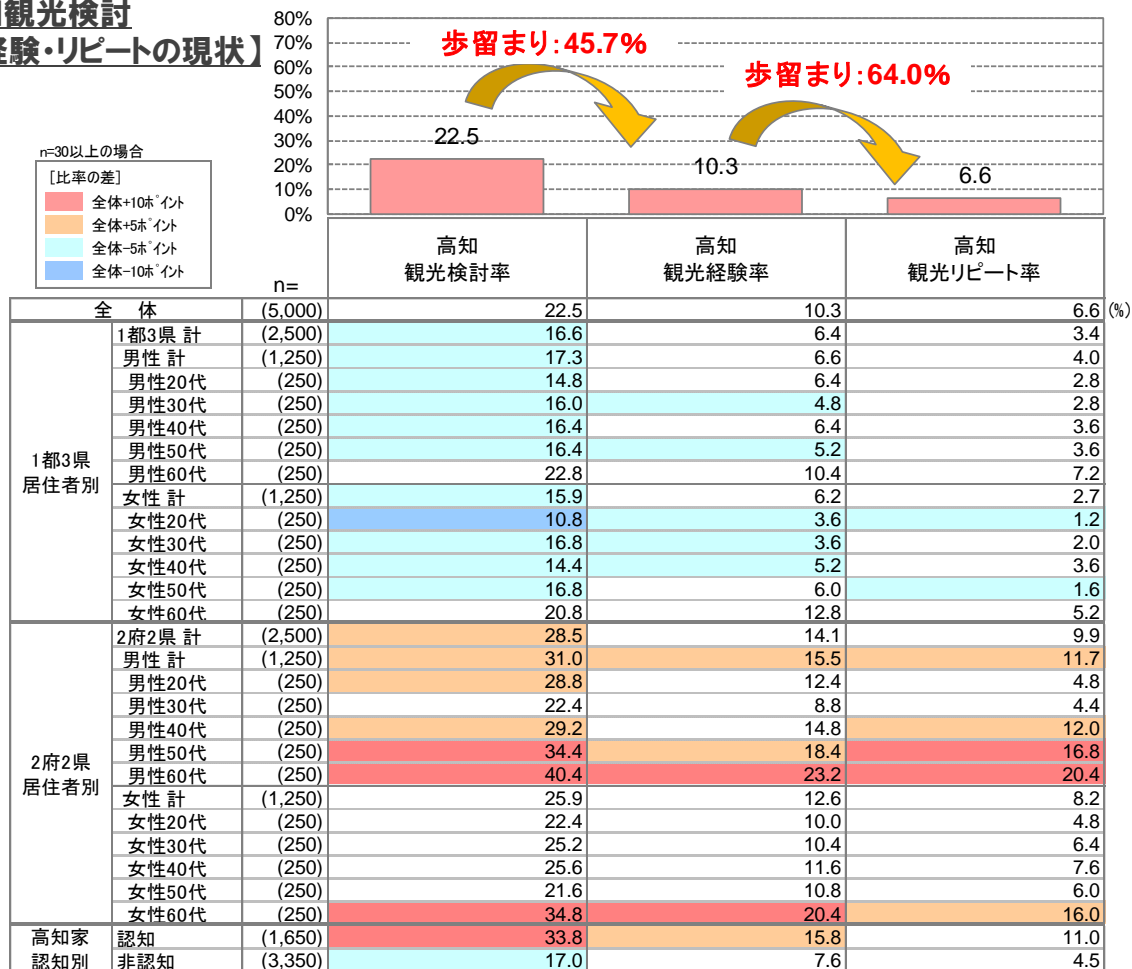 観光検討
経験・リピートの現状】
80%
70%
60%
50%
40%
30%
20%
10%
0%
歩留まり:45.7%
歩留まり:64.0%
22.5
10.3
6.6
n=30以上の場合
[比率の差]
全体+10ポイント
全体+5ポイント
全体-5ポイント
全体-10ポイント
n=
高知 観光検討率
高知 観光経験率
高知 観光リピート率
全 体 (5,000) 22.5 10.3 6.6 (%)
1都3県 居住者別
1都3県 計 (2,500) 16.6 6.4 3.4
男性 計 (1,250) 17.3 6.6 4.0
男性20代 (250) 14.8 6.4 2.8
男性30代 (250) 16.0 4.8 2.8
男性40代 (250) 16.4 6.4 3.6
男性50代 (250) 16.4 5.2 3.6
男性60代 (250) 22.8 10.4 7.2
女性 計 (1,250) 15.9 6.2 2.7
女性20代 (250) 10.8 3.6 1.2
女性30代 (250) 16.8 3.6 2.0
女性40代 (250) 14.4 5.2 3.6
女性50代 (250) 16.8 6.0 1.6
女性60代 (250) 20.8 12.8 5.2
2府2県 居住者別
2府2県 計 (2,500) 28.5 14.1 9.9
男性 計 (1,250) 31.0 15.5 11.7
男性20代 (250) 28.8 12.4 4.8
男性30代 (250) 22.4 8.8 4.4
男性40代 (250) 29.2 14.8 12.0
男性50代 (250) 34.4 18.4 16.8
男性60代 (250) 40.4 23.2 20.4
女性 計 (1,250) 25.9 12.6 8.2
女性20代 (250) 22.4 10.0 4.8
女性30代 (250) 25.2 10.4 6.4
女性40代 (250) 25.6 11.6 7.6
女性50代 (250) 21.6 10.8 6.0
女性60代 (250) 34.8 20.4 16.0
高知家 認知別
認知 (1,650) 33.8 15.8 11.0
非認知 (3,350) 17.0 7.6 4.5